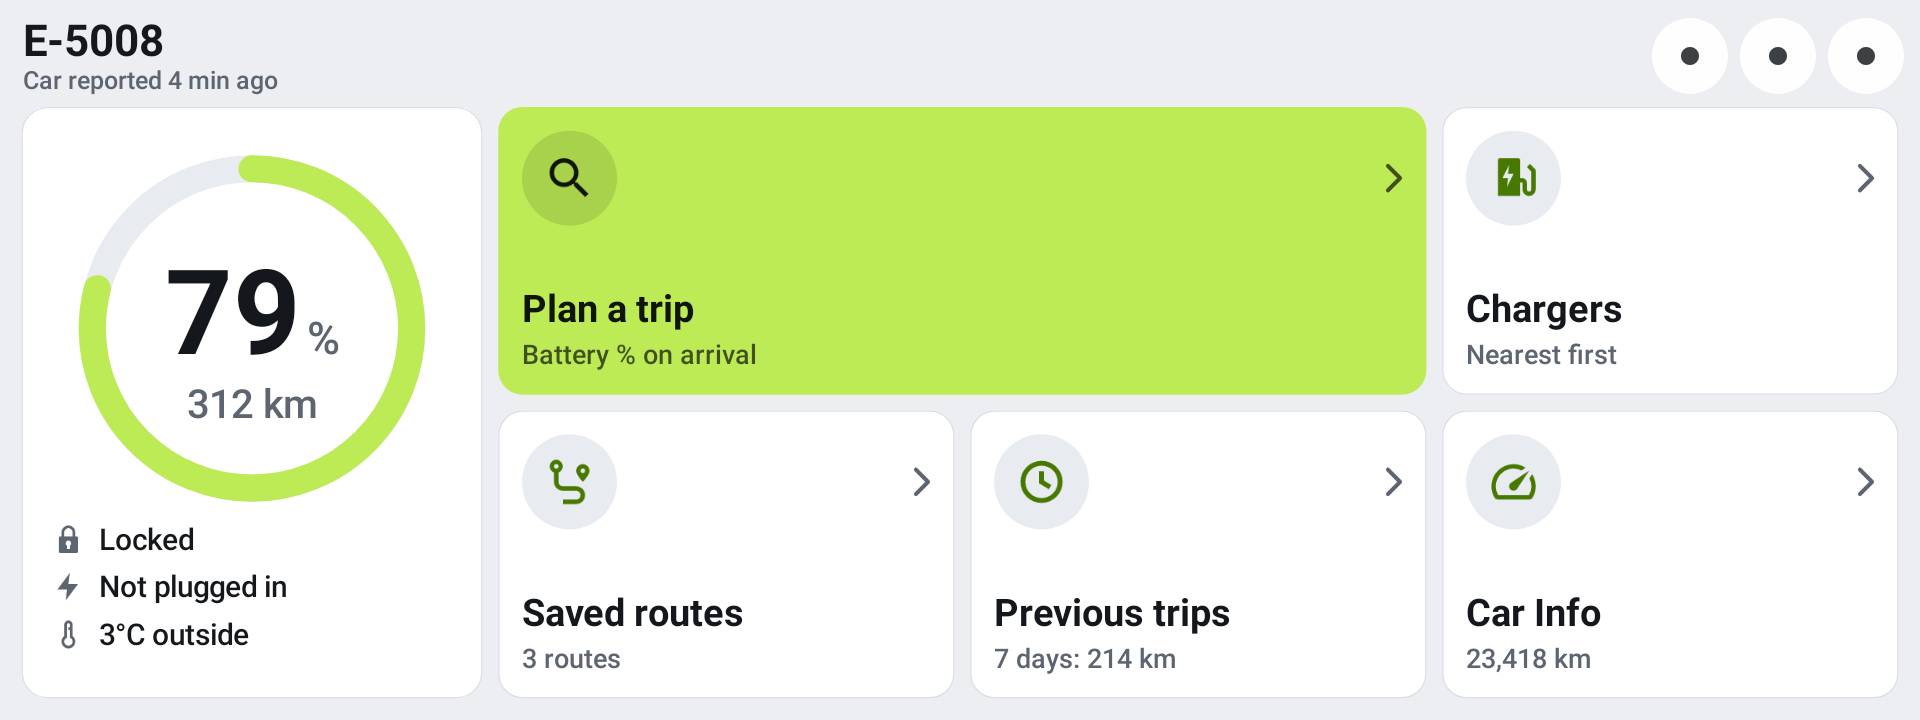 E-5008
Car reported 4 min ago
79 %
312 km
Locked
Not plugged in
3°C outside
Plan a trip
Battery % on arrival
Chargers
Nearest first
Saved routes
3 routes
Previous trips
7 days: 214 km
Car Info
23,418 km